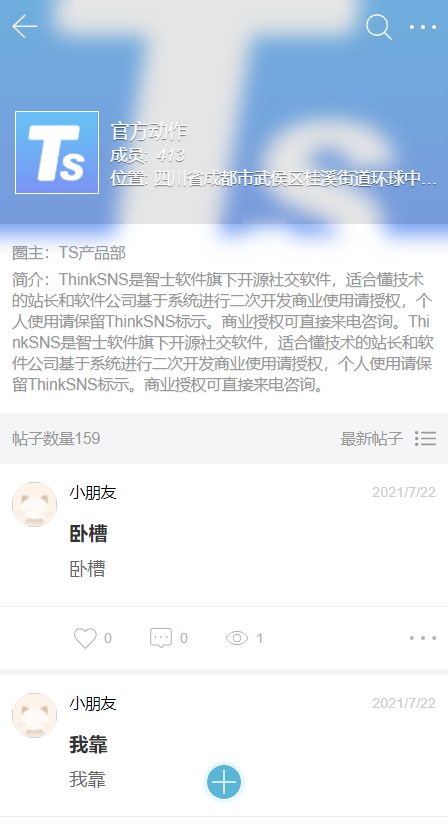 Ts
Ts
官方动作
成员: 413
位置: 四川省成都市武侯区桂溪街道环球中...
圈主：TS产品部
简介：ThinkSNS是智士软件旗下开源社交软件，适合懂技术
的站长和软件公司基于系统进行二次开发商业使用请授权，个
人使用请保留ThinkSNS标示。商业授权可直接来电咨询。Thi
nkSNS是智士软件旗下开源社交软件，适合懂技术的站长和软
件公司基于系统进行二次开发商业使用请授权，个人使用请保
留ThinkSNS标示。商业授权可直接来电咨询。
帖子数量159 最新帖子
小朋友 2021/7/22
卧槽
卧槽
0 0 1
小朋友 2021/7/22
我靠
我靠